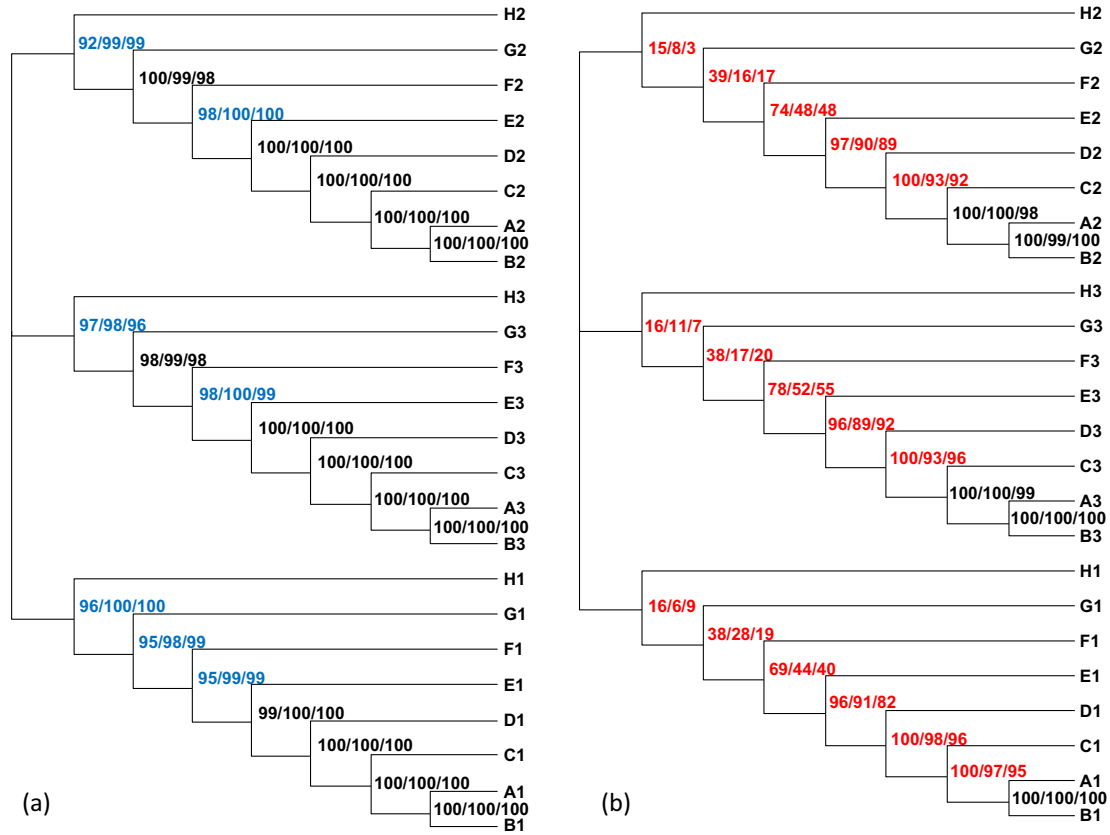 H2
92/99/99
G2
100/99/98
F2
98/100/100
E2
100/100/100
D2
100/100/100
C2
100/100/100
A2
100/100/100
B2
H3
97/98/96
G3
98/99/98
F3
98/100/99
E3
100/100/100
D3
100/100/100
C3
100/100/100
A3
100/100/100
B3
H1
96/100/100
G1
95/98/99
F1
95/99/99
E1
99/100/100
D1
100/100/100
C1
100/100/100
A1
100/100/100
B1
(a)
H2
15/8/3
G2
39/16/17
F2
74/48/48
E2
97/90/89
D2
100/93/92
C2
100/100/98
A2
100/99/100
B2
H3
16/11/7
G3
38/17/20
F3
78/52/55
E3
96/89/92
D3
100/93/96
C3
100/100/99
A3
100/100/100
B3
H1
16/6/9
G1
38/28/19
F1
69/44/40
E1
96/91/82
D1
100/98/96
C1
100/97/95
A1
100/100/100
B1
(b)